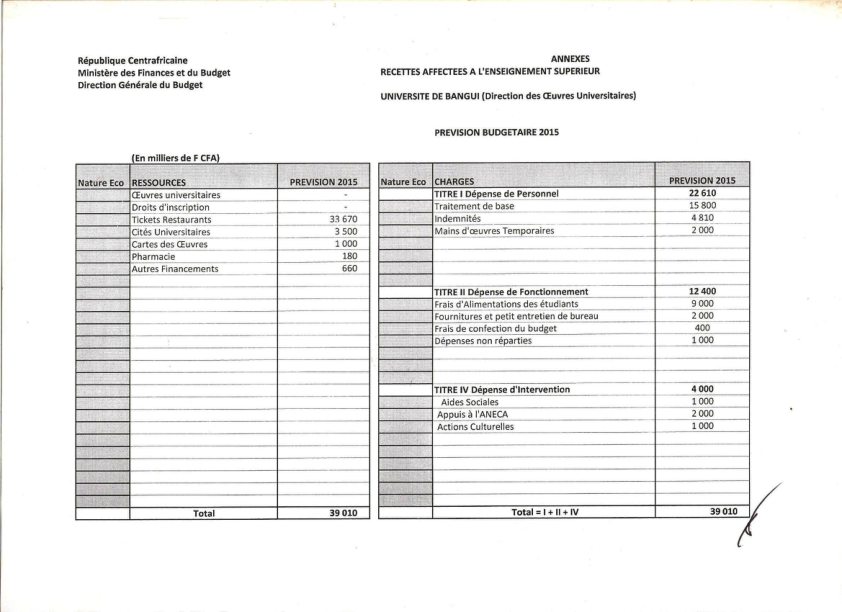 République Centrafricaine
Ministère des Finances et du Budget
Direction Générale du Budget
ANNEXES
RECETTES AFFECTEES A L'ENSEIGNEMENT SUPERIEUR
UNIVERSITE DE BANGUI (Direction des Œuvres Universitaires)
PREVISION BUDGETAIRE 2015
(En milliers de F CFA)
Nature Eco RESSOURCES PREVISION 2015
Œuvres universitaires -
Droits d'inscription -
Tickets Restaurants 33 670
Cités Universitaires 3 500
Cartes des Œuvres 1 000
Pharmacie 180
Autres Financements 660
Total 39 010
Nature Eco CHARGES PREVISION 2015
TITRE I Dépense de Personnel 22 610
Traitement de base 15 800
Indemnités 4 810
Mains d'œuvres Temporaires 2 000
TITRE II Dépense de Fonctionnement 12 400
Frais d'Alimentations des étudiants 9 000
Fournitures et petit entretien de bureau 2 000
Frais de confection du budget 400
Dépenses non réparties 1 000
TITRE IV Dépense d'Intervention 4 000
Aides Sociales 1 000
Appuis à l'ANECA 2 000
Actions Culturelles 1 000
Total = I + II + IV 39 010